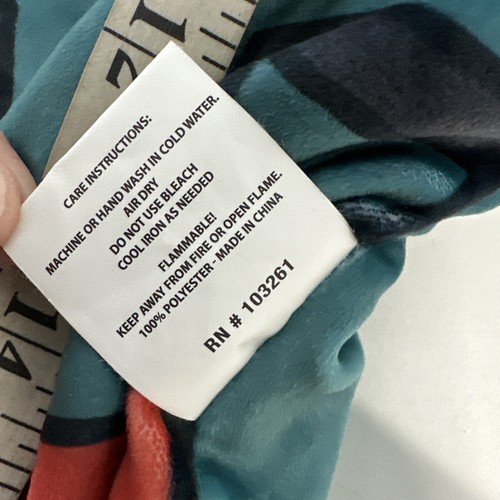 CARE INSTRUCTIONS:
MACHINE OR HAND WASH IN COLD WATER.
AIR DRY
DO NOT USE BLEACH
COOL IRON AS NEEDED
FLAMMABLE!
KEEP AWAY FROM FIRE OR OPEN FLAME.
100% POLYESTER - MADE IN CHINA
RN # 103261
14